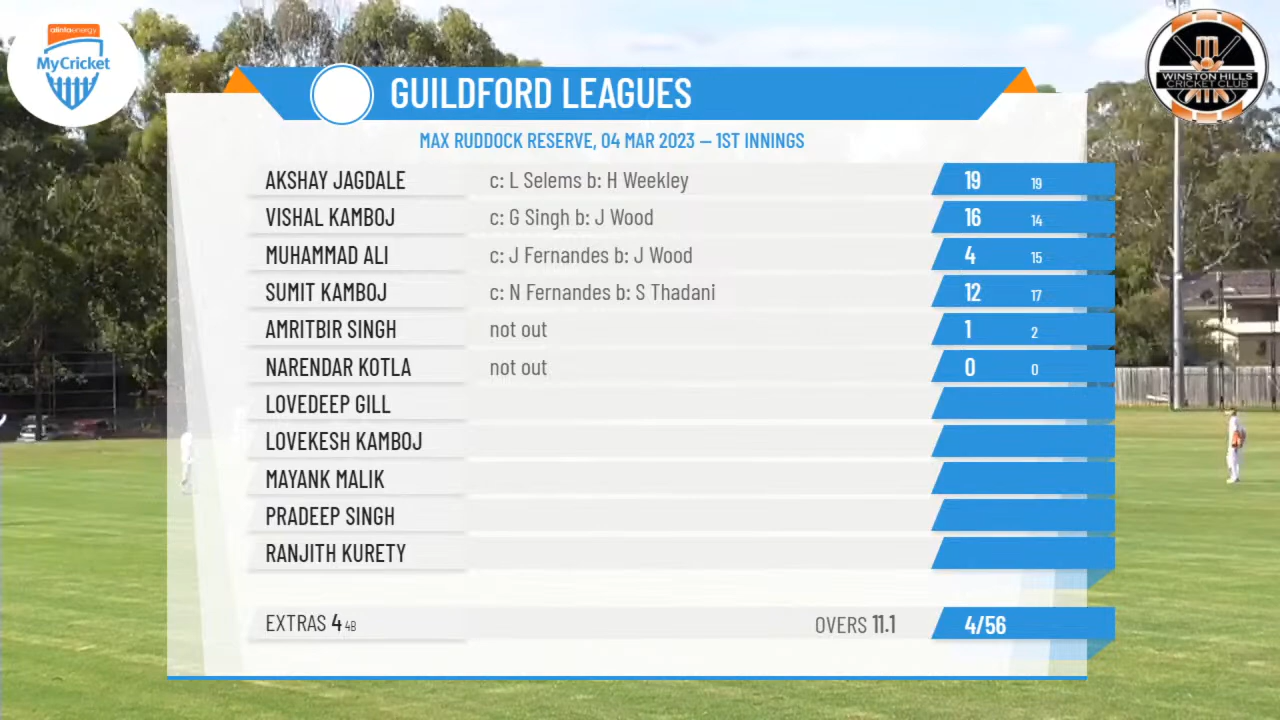 alintaenergy
MyCricket
WINSTON HILLS
CRICKET CLUB
GUILDFORD LEAGUES
MAX RUDDOCK RESERVE, 04 MAR 2023 – 1ST INNINGS
AKSHAY JAGDALE c: L Selems b: H Weekley 19 19
VISHAL KAMBOJ c: G Singh b: J Wood 16 14
MUHAMMAD ALI c: J Fernandes b: J Wood 4 15
SUMIT KAMBOJ c: N Fernandes b: S Thadani 12 17
AMRITBIR SINGH not out 1 2
NARENDAR KOTLA not out 0 0
LOVEDEEP GILL
LOVEKESH KAMBOJ
MAYANK MALIK
PRADEEP SINGH
RANJITH KURETY
EXTRAS 4 4B OVERS 11.1 4/56